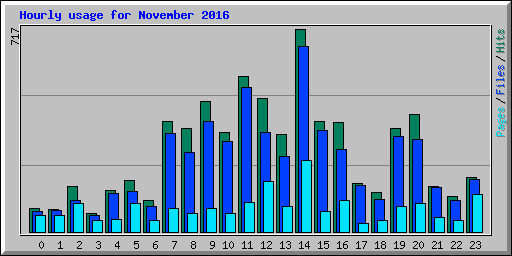 Hourly usage for November 2016
717
Pages/Files/Hits
0 1 2 3 4 5 6 7 8 9 10 11 12 13 14 15 16 17 18 19 20 21 22 23